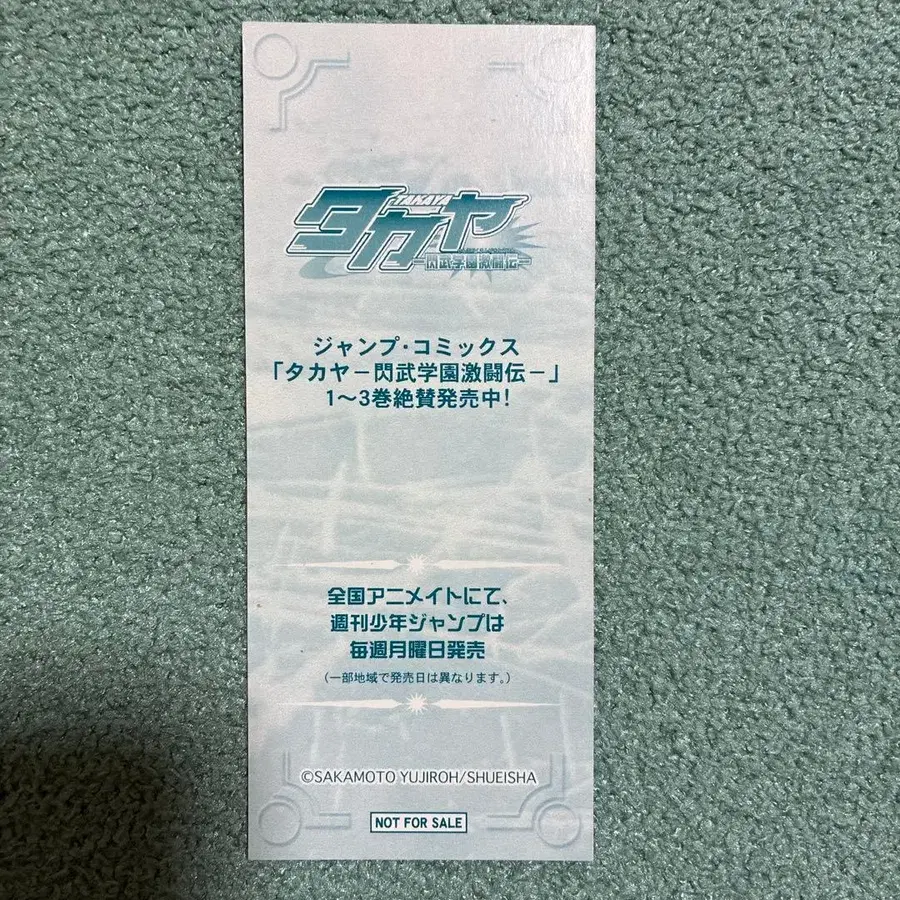 タカヤ
TAKAYA
－閃武学園激闘伝－
ジャンプ・コミックス
「タカヤ－閃武学園激闘伝－」
1～3巻絶賛発売中!
全国アニメイトにて、
週刊少年ジャンプは
毎週月曜日発売
(一部地域で発売日は異なります。)
©SAKAMOTO YUJIROH/SHUEISHA
NOT FOR SALE